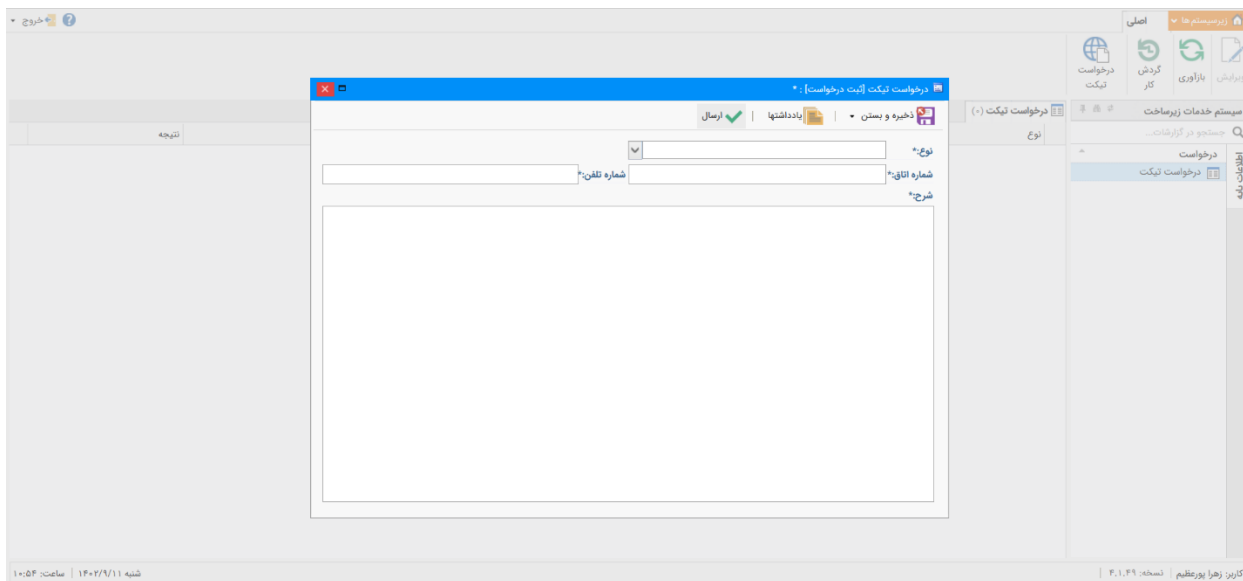 زیرسیستم‌ها
اصلی
خروج
ویرایش
بازآوری
گردش کار
درخواست تیکت
سیستم خدمات زیرساخت
درخواست تیکت (۰)
جستجو در گزارشات...
نوع
نتیجه
اطلاعات پایه
درخواست
درخواست تیکت
درخواست تیکت [ثبت درخواست] : *
ذخیره و بستن
یادداشتها
ارسال
نوع:*
شماره اتاق:*
شماره تلفن:*
شرح:*
کاربر: زهرا پورعظیم
نسخه: ۴.۱.۴۹
شنبه ۱۴۰۲/۹/۱۱
ساعت: ۱۰:۵۴